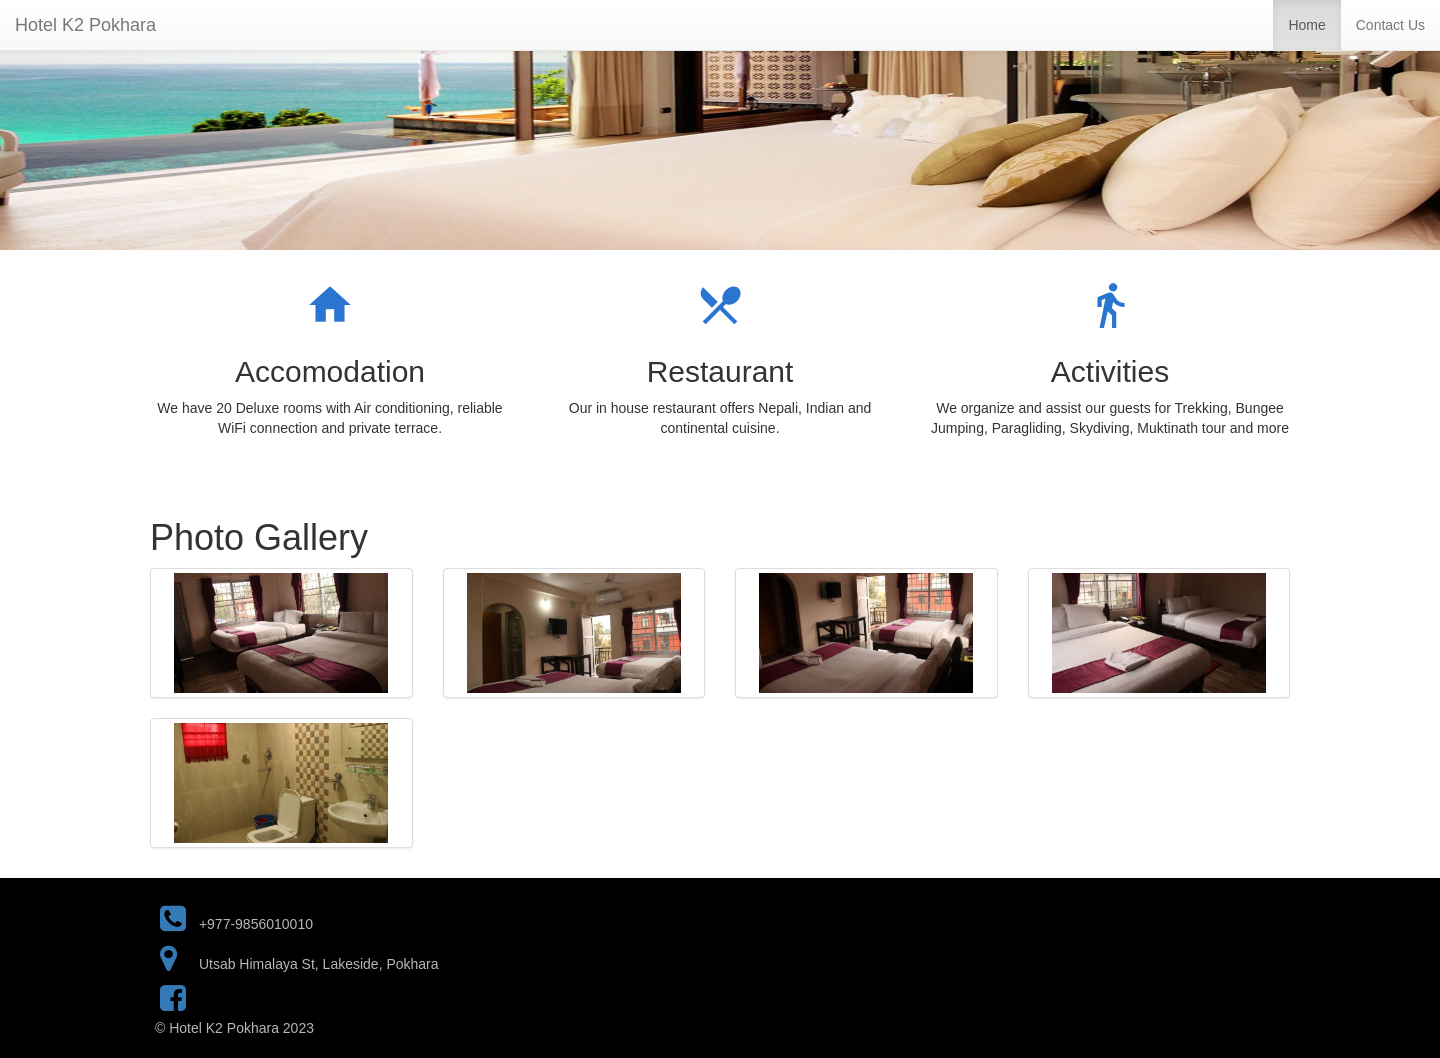 Hotel K2 Pokhara
Home
Contact Us
Accomodation
We have 20 Deluxe rooms with Air conditioning, reliable
WiFi connection and private terrace.
Restaurant
Our in house restaurant offers Nepali, Indian and
continental cuisine.
Activities
We organize and assist our guests for Trekking, Bungee
Jumping, Paragliding, Skydiving, Muktinath tour and more
Photo Gallery
+977-9856010010
Utsab Himalaya St, Lakeside, Pokhara
© Hotel K2 Pokhara 2023